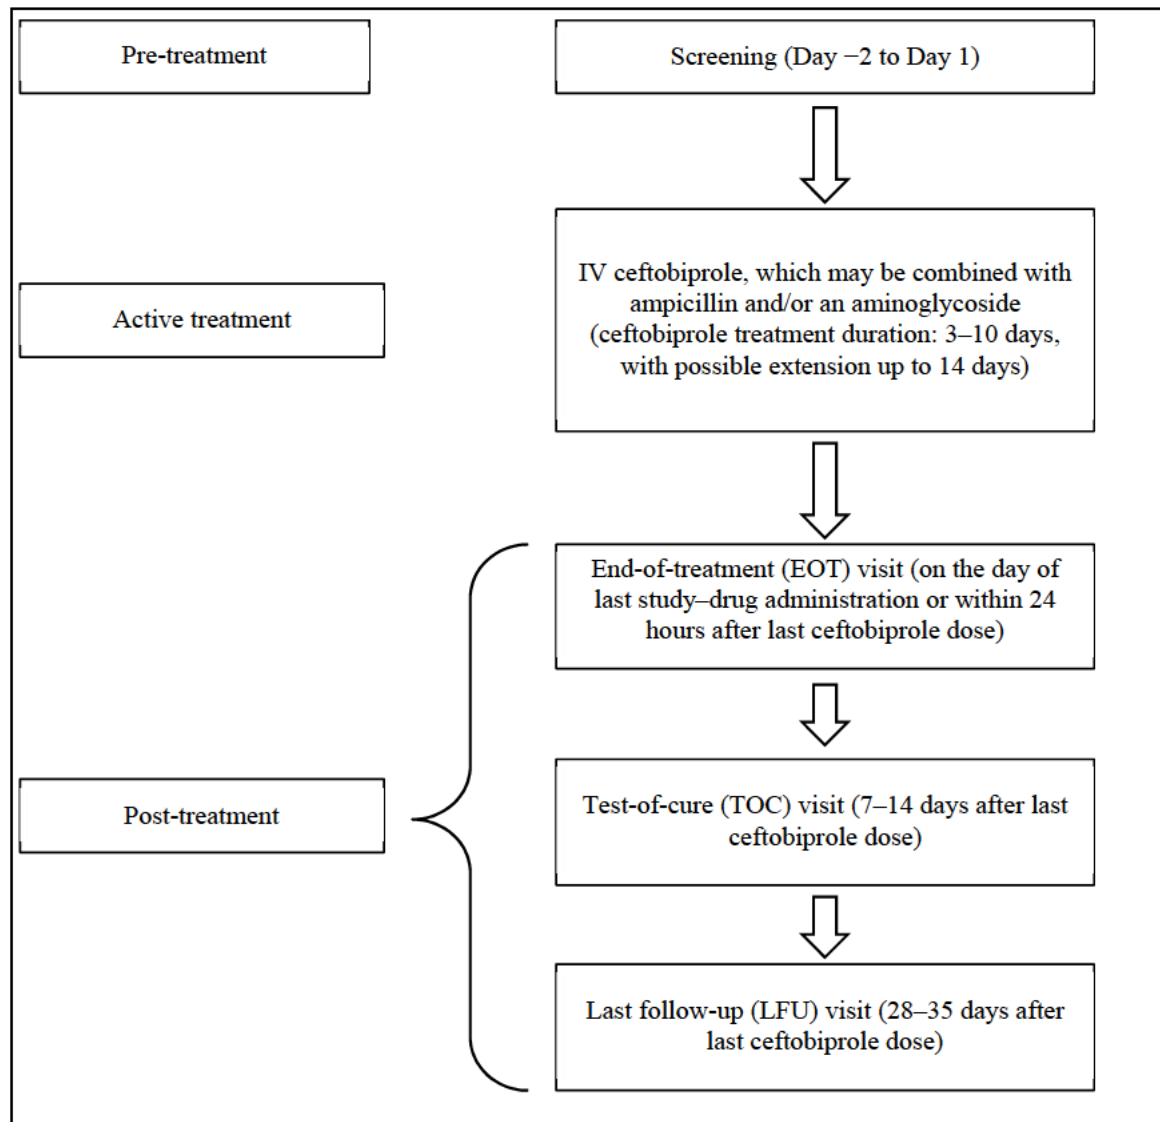 Pre-treatment
Screening (Day −2 to Day 1)
Active treatment
IV ceftobiprole, which may be combined with
ampicillin and/or an aminoglycoside
(ceftobiprole treatment duration: 3–10 days,
with possible extension up to 14 days)
Post-treatment
End-of-treatment (EOT) visit (on the day of
last study–drug administration or within 24
hours after last ceftobiprole dose)
Test-of-cure (TOC) visit (7–14 days after last
ceftobiprole dose)
Last follow-up (LFU) visit (28–35 days after
last ceftobiprole dose)